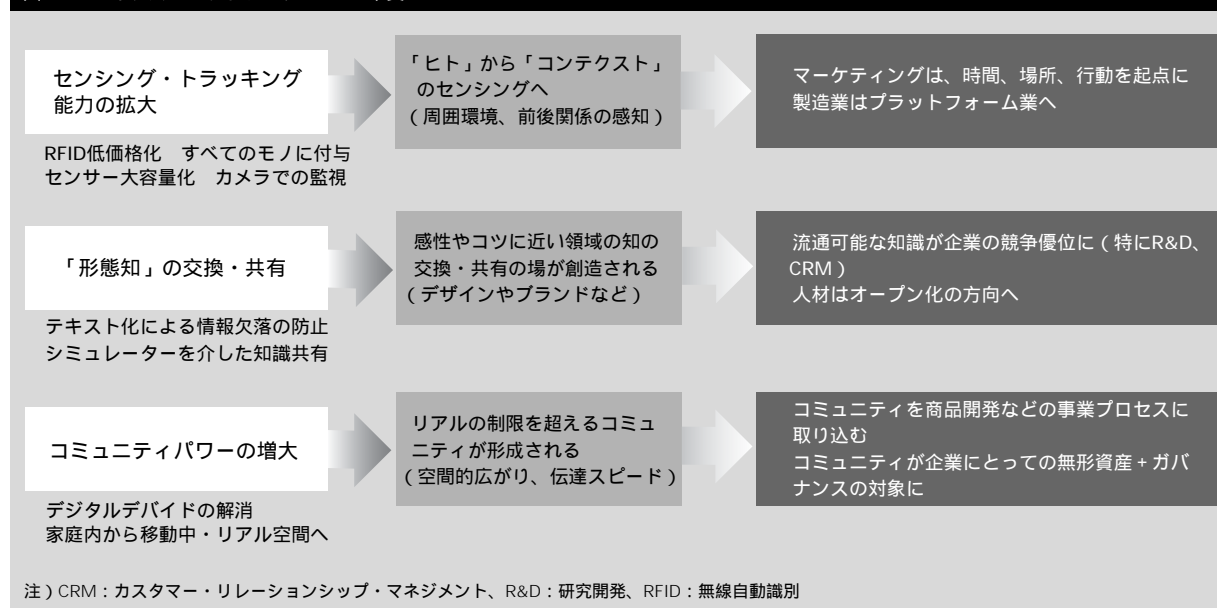 センシング・トラッキング
能力の拡大
RFID低価格化　すべてのモノに付与
センサー大容量化　カメラでの監視
「ヒト」から「コンテクスト」
のセンシングへ
(周囲環境、前後関係の感知)
マーケティングは、時間、場所、行動を起点に
製造業はプラットフォーム業へ
「形態知」の交換・共有
テキスト化による情報欠落の防止
シミュレーターを介した知識共有
感性やコツに近い領域の知の
交換・共有の場が創造される
(デザインやブランドなど)
流通可能な知識が企業の競争優位に(特にR&D、
CRM)
人材はオープン化の方向へ
コミュニティパワーの増大
デジタルデバイドの解消
家庭内から移動中・リアル空間へ
リアルの制限を超えるコミュ
ニティが形成される
(空間的広がり、伝達スピード)
コミュニティを商品開発などの事業プロセスに
取り込む
コミュニティが企業にとっての無形資産+ガバ
ナンスの対象に
注)CRM:カスタマー・リレーションシップ・マネジメント、R&D:研究開発、RFID:無線自動識別